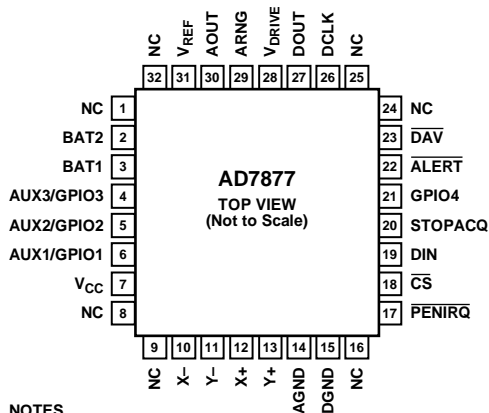 NC
V_REF
AOUT
ARNG
V_DRIVE
DOUT
DCLK
NC
32 31 30 29 28 27 26 25
NC 1
BAT2 2
BAT1 3
AUX3/GPIO3 4
AUX2/GPIO2 5
AUX1/GPIO1 6
VCC 7
NC 8
AD7877
TOP VIEW
(Not to Scale)
24 NC
23 DAV
22 ALERT
21 GPIO4
20 STOPACQ
19 DIN
18 CS
17 PENIRQ
9 10 11 12 13 14 15 16
NC
X–
Y–
X+
Y+
AGND
DGND
NC
NOTES